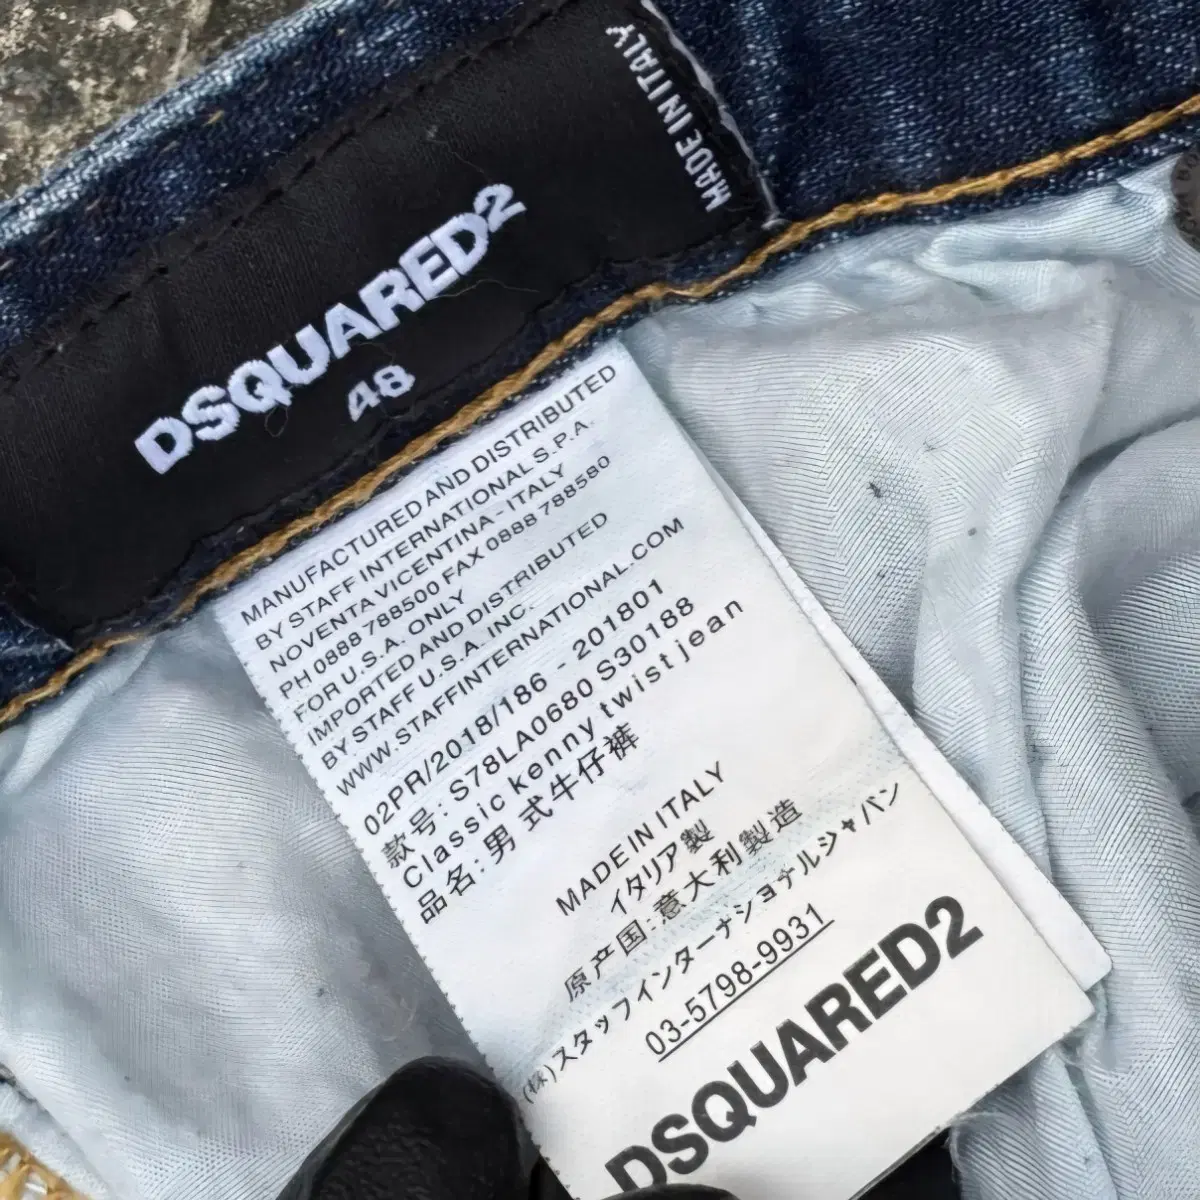 MADE IN ITALY
DSQUARED2
48
MANUFACTURED AND DISTRIBUTED
BY STAFF INTERNATIONAL S.P.A.
NOVENTA VICENTINA - ITALY
PH 0888 788500 FAX 0888 788580
FOR U.S.A. ONLY
IMPORTED AND DISTRIBUTED
BY STAFF U.S.A. INC.
WWW.STAFFINTERNATIONAL.COM
02PR/2018/186 - 201801
款号: S78LA0680 S30188
Classic kenny twist jean
品名: 男式牛仔裤
MADE IN ITALY
イタリア製
原产国: 意大利製造
(株)スタッフインターナショナルジャパン
03-5798-9931
DSQUARED2